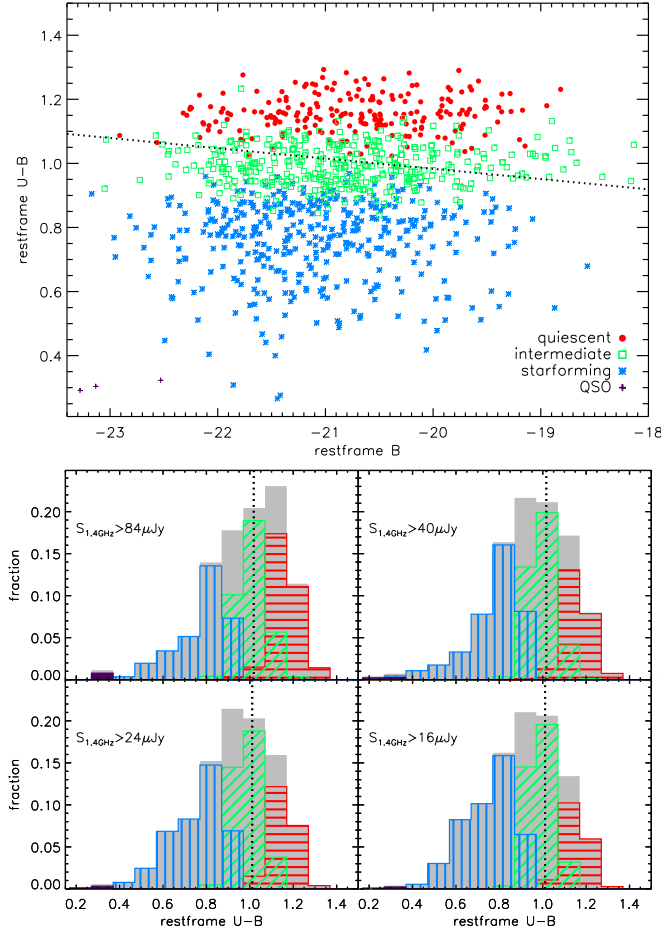 1.4
1.2
1.0
0.8
0.6
0.4
restframe U−B
−23 −22 −21 −20 −19 −18
restframe B
quiescent
intermediate
starforming
QSO
0.20
0.15
0.10
0.05
0.00
fraction
S1,4GHz>84μJy
S1,4GHz>40μJy
0.20
0.15
0.10
0.05
0.00
fraction
S1,4GHz>24μJy
S1,4GHz>16μJy
0.2 0.4 0.6 0.8 1.0 1.2 1.4
0.2 0.4 0.6 0.8 1.0 1.2 1.4
restframe U−B
restframe U−B